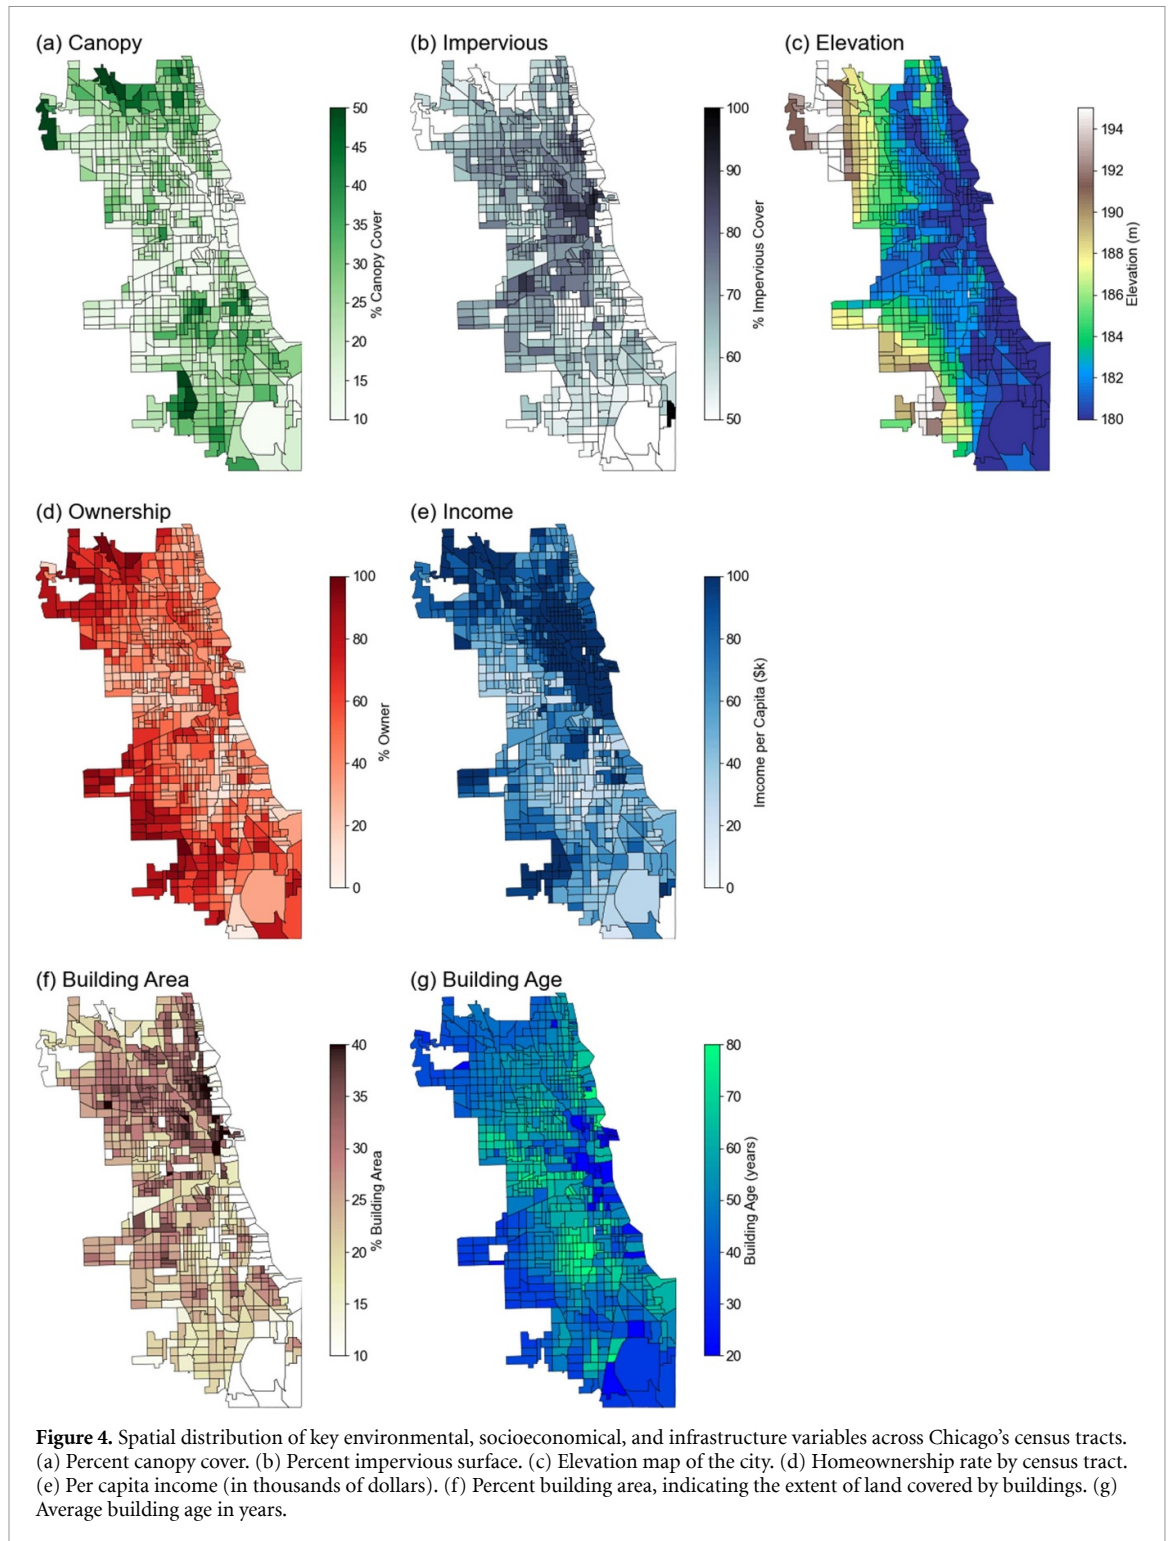 (a) Canopy
50
45
40
35
30
25
20
15
10
% Canopy Cover
(b) Impervious
100
90
80
70
60
50
% Impervious Cover
(c) Elevation
194
192
190
188
186
184
182
180
Elevation (m)
(d) Ownership
100
80
60
40
20
0
% Owner
(e) Income
100
80
60
40
20
0
Imcome per Capita ($k)
(f) Building Area
40
35
30
25
20
15
10
% Building Area
(g) Building Age
80
70
60
50
40
30
20
Building Age (years)
Figure 4. Spatial distribution of key environmental, socioeconomical, and infrastructure variables across Chicago's census tracts.
(a) Percent canopy cover. (b) Percent impervious surface. (c) Elevation map of the city. (d) Homeownership rate by census tract.
(e) Per capita income (in thousands of dollars). (f) Percent building area, indicating the extent of land covered by buildings. (g)
Average building age in years.